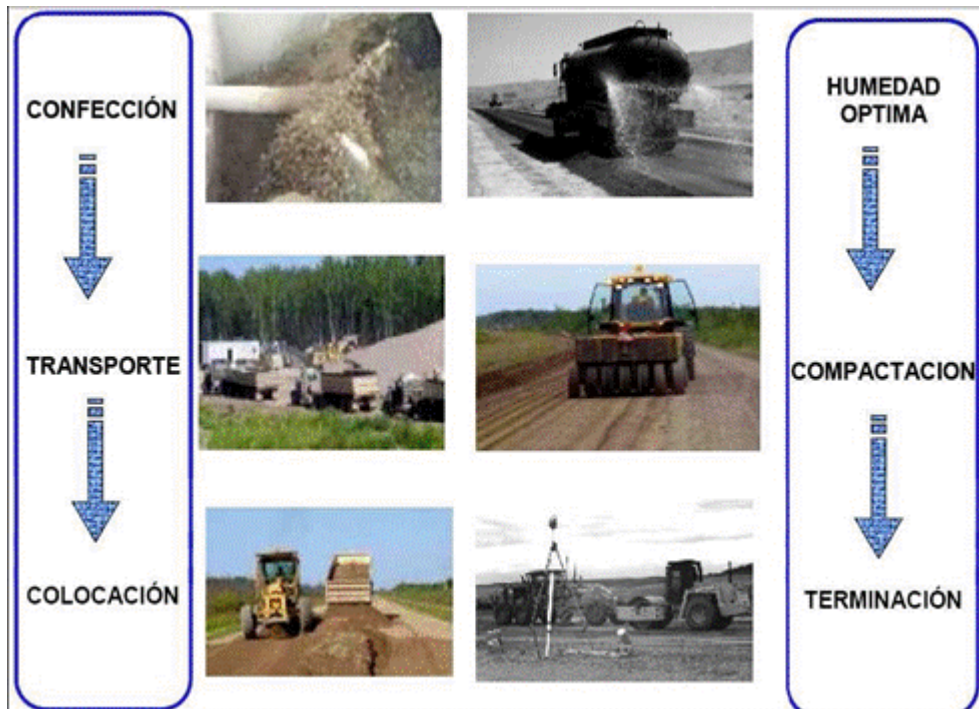 CONFECCIÓN
TRANSPORTE
COLOCACIÓN
HUMEDAD
OPTIMA
COMPACTACION
TERMINACIÓN